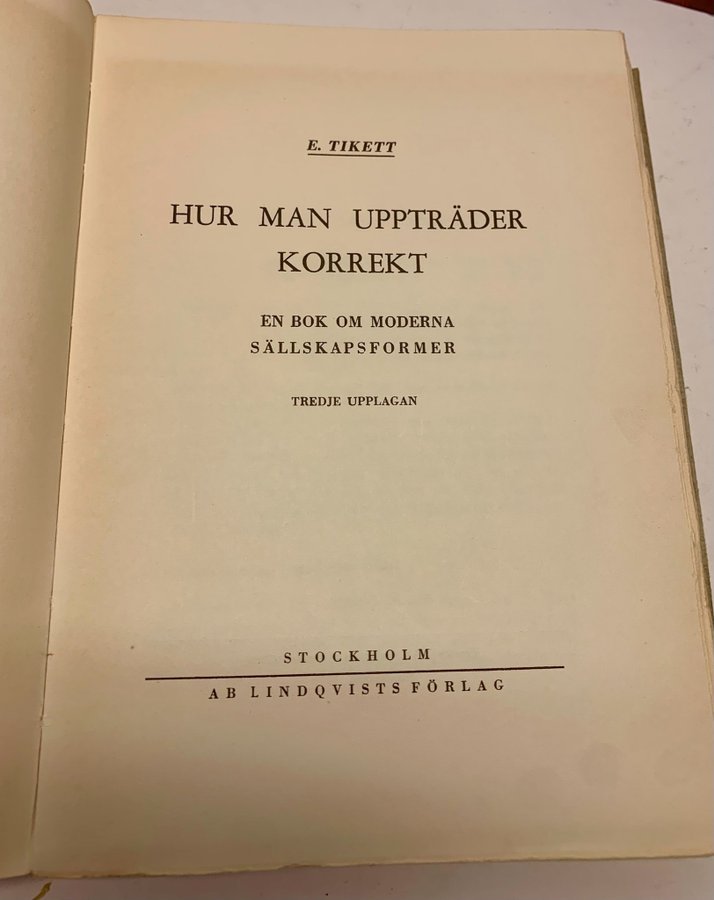 E. TIKETT
HUR MAN UPPTRÄDER
KORREKT
EN BOK OM MODERNA
SÄLLSKAPSFORMER
TREDJE UPPLAGAN
STOCKHOLM
AB LINDQVISTS FÖRLAG